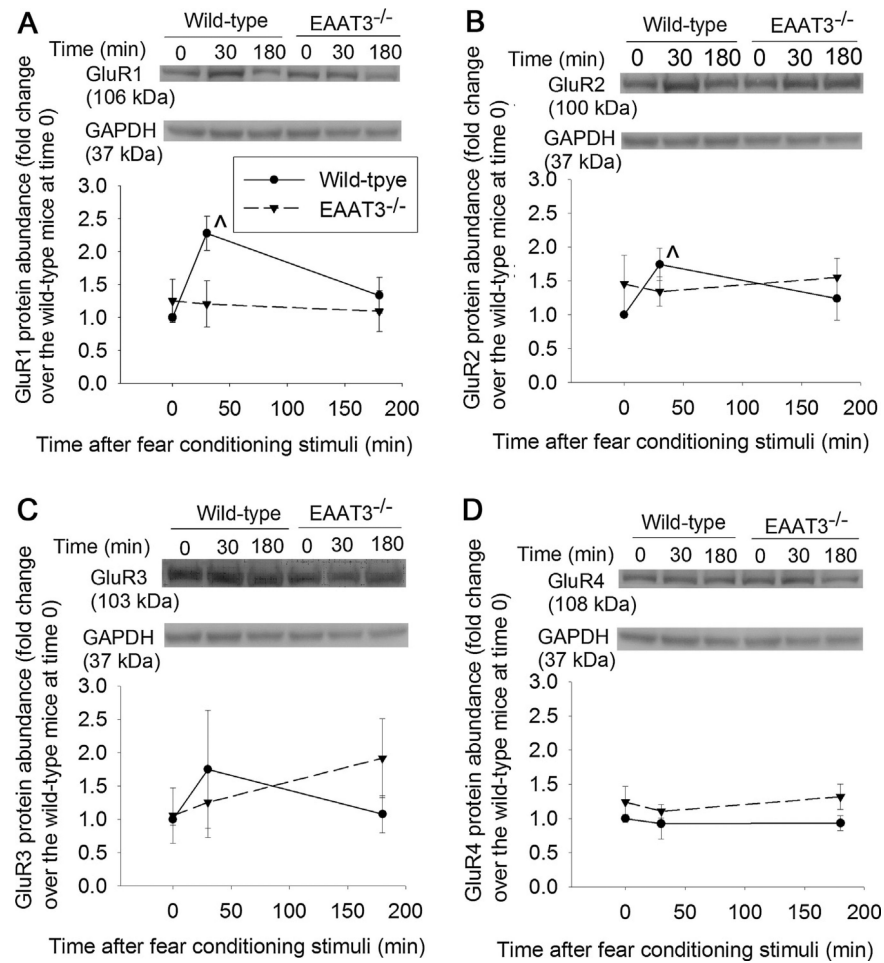 A
Wild-type EAAT3-/-
Time (min) 0 30 180 0 30 180
GluR1
(106 kDa)
GAPDH
(37 kDa)
Wild-tpye
EAAT3-/-
^
GluR1 protein abundance (fold change
over the wild-type mice at time 0)
3.0
2.5
2.0
1.5
1.0
0.5
0.0
0 50 100 150 200
Time after fear conditioning stimuli (min)
B
Wild-type EAAT3-/-
Time (min) 0 30 180 0 30 180
GluR2
(100 kDa)
GAPDH
(37 kDa)
^
GluR2 protein abundance (fold change
over the wild-type mice at time 0)
3.0
2.5
2.0
1.5
1.0
0.5
0.0
0 50 100 150 200
Time after fear conditioning stimuli (min)
C
Wild-type EAAT3-/-
Time (min) 0 30 180 0 30 180
GluR3
(103 kDa)
GAPDH
(37 kDa)
GluR3 protein abundance (fold change
over the wild-type mice at time 0)
3.0
2.5
2.0
1.5
1.0
0.5
0.0
0 50 100 150 200
Time after fear conditioning stimuli (min)
D
Wild-type EAAT3-/-
Time (min) 0 30 180 0 30 180
GluR4
(108 kDa)
GAPDH
(37 kDa)
GluR4 protein abundance (fold change
over the wild-type mice at time 0)
3.0
2.5
2.0
1.5
1.0
0.5
0.0
0 50 100 150 200
Time after fear conditioning stimuli (min)